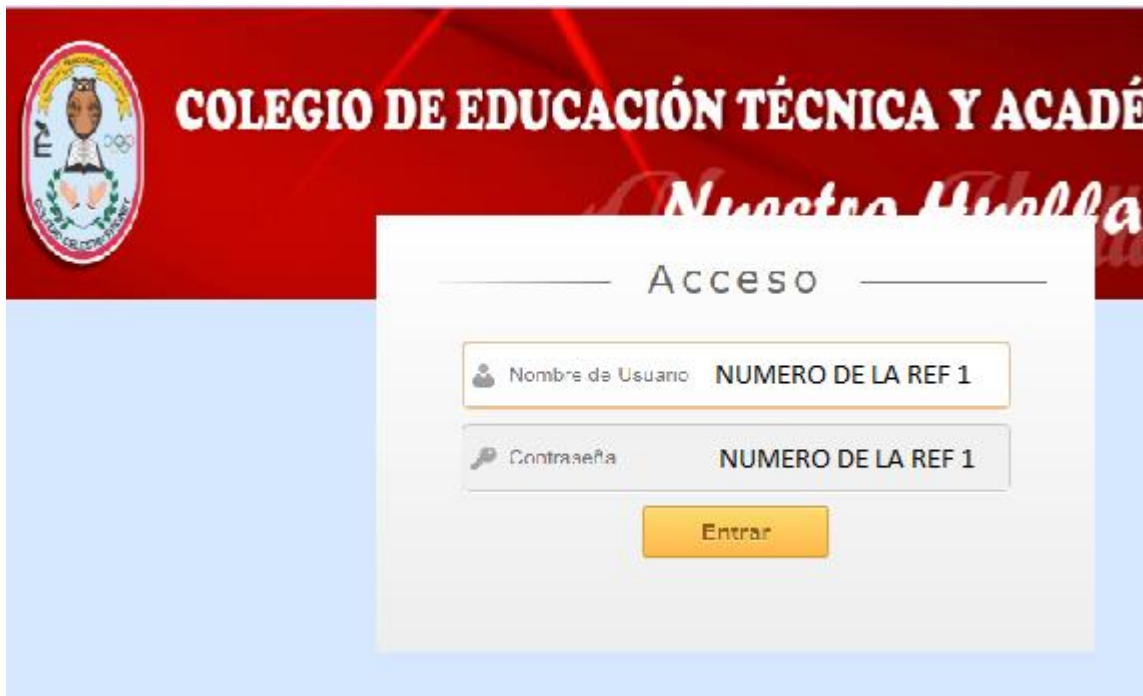 COLEGIO DE EDUCACIÓN TÉCNICA Y ACADÉ
Nuestra Huella
Acceso
Nombre de Usuario NUMERO DE LA REF 1
Contraseña NUMERO DE LA REF 1
Entrar